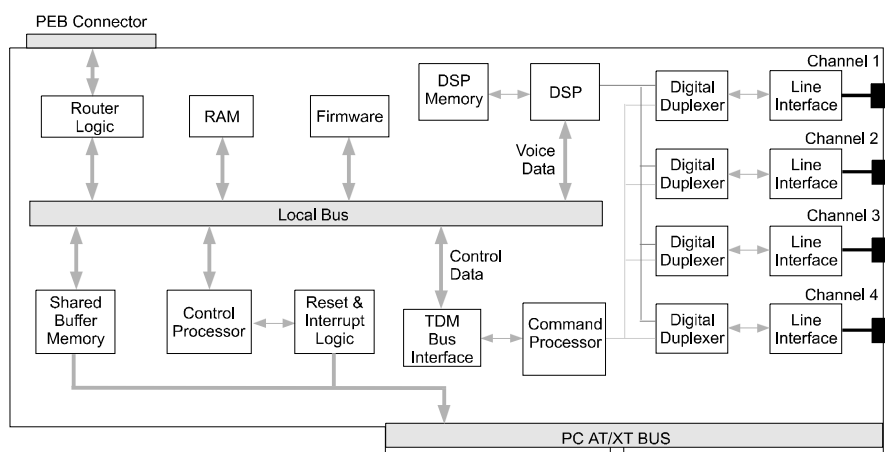 PEB Connector
Channel 1
DSP
Memory
DSP
Digital
Duplexer
Line
Interface
Router
Logic
RAM
Firmware
Voice
Data
Channel 2
Digital
Duplexer
Line
Interface
Local Bus
Channel 3
Digital
Duplexer
Line
Interface
Control
Data
Shared
Buffer
Memory
Control
Processor
Reset &
Interrupt
Logic
TDM
Bus
Interface
Command
Processor
Channel 4
Digital
Duplexer
Line
Interface
PC AT/XT BUS